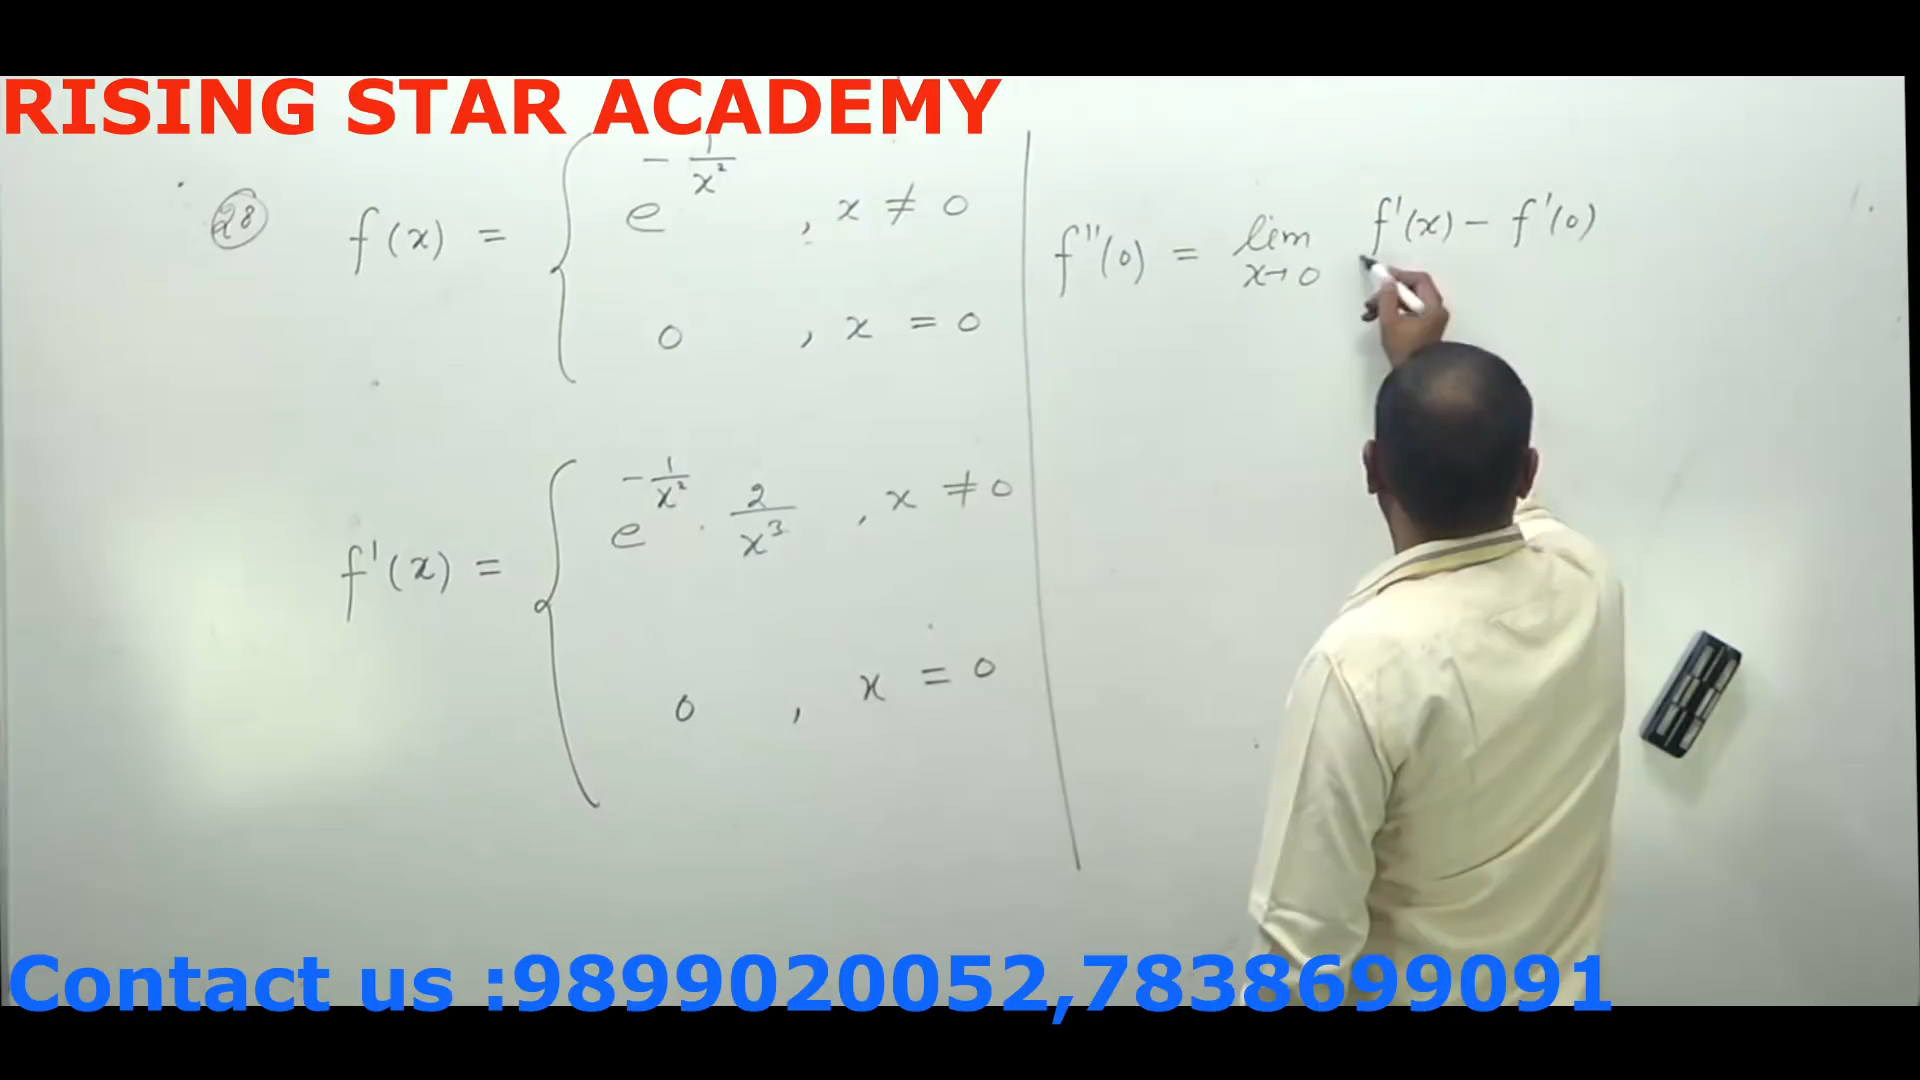 RISING STAR ACADEMY
28 f(x) = { e^{-1/x²} , x ≠ 0
0 , x = 0
f'(x) = { e^{-1/x²} · 2/x³ , x ≠ 0
0 , x = 0
f''(0) = lim x→0 f'(x) - f'(0)
Contact us :9899020052,7838699091